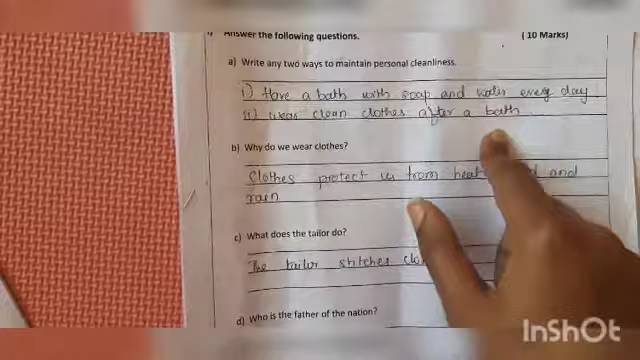 Answer the following questions. ( 10 Marks)
a) Write any two ways to maintain personal cleanliness.
i) Have a bath with soap and water every day
ii) wear clean clothes after a bath
b) Why do we wear clothes?
Clothes protect us from heat and
rain
c) What does the tailor do?
The tailor stitches
d) Who is the father of the nation?
InShOt